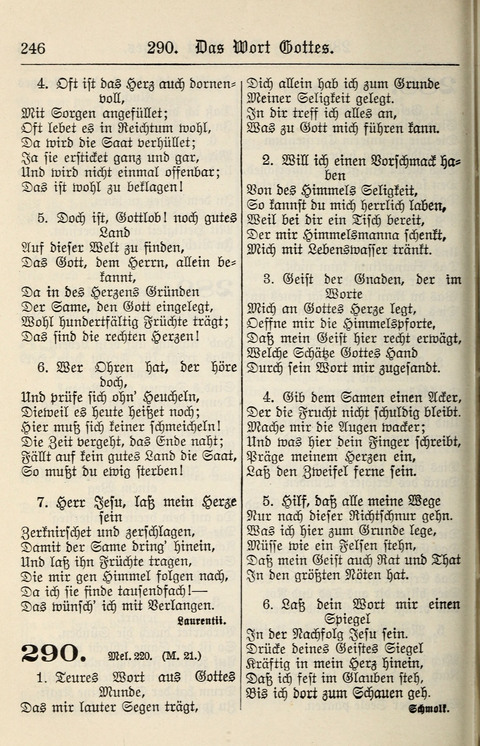 246 290. Das Wort Gottes.
4. Oft ist das Herz auch dornen-
voll,
Mit Sorgen angefüllet;
Oft lebet es in Reichtum wohl,
Da wird die Saat verhüllet;
Ja sie ersticket ganz und gar,
Und wird nicht einmal offenbar;
Das ist wohl zu beklagen!
5. Doch ist, Gottlob! noch gutes
Land
Auf dieser Welt zu finden,
Das Gott, dem Herrn, allein be-
kannt,
Da in des Herzens Gründen
Der Same, den Gott eingelegt,
Wohl hundertfältig Früchte trägt;
Das sind die rechten Herzen!
6. Wer Ohren hat, der höre
doch,
Und prüfe sich ohn' Heucheln,
Dieweil es heute heißet noch;
Hier muß sich keiner schmeicheln!
Die Zeit vergeht, das Ende naht;
Fällt auf kein gutes Land die Saat,
So mußt du ewig sterben!
7. Herr Jesu, laß mein Herze
sein
Zerknirschet und zerschlagen,
Damit der Same bring' hinein,
Und laß ihn Früchte tragen,
Die mir gen Himmel folgen nach,
Da ich sie finde tausendfach!—
Das wünsch' ich mit Verlangen.
Laurentii.
290. Mel. 220. (M. 21.)
1. Teures Wort aus Gottes
Munde,
Das mir lauter Segen trägt,
Dich allein hab ich zum Grunde
Meiner Seligkeit gelegt.
In dir treff ich alles an,
Was zu Gott mich führen kann.
2. Will ich einen Vorschmack ha-
ben
Von des Himmels Seligkeit,
So kannst du mich herrlich laben,
Weil bei dir ein Tisch bereit,
Der mir Himmelsmanna schenkt,
Mich mit Lebenswasser tränkt.
3. Geist der Gnaden, der im
Worte
Mich an Gottes Herze legt,
Oeffne mir die Himmelspforte,
Daß mein Geist hier recht erwägt,
Welche Schätze Gottes Hand
Durch sein Wort mir zugesandt.
4. Gib dem Samen einen Acker,
Der die Frucht nicht schuldig bleibt.
Mache mir die Augen wacker;
Und was hier dein Finger schreibt,
Präge meinem Herzen ein,
Laß den Zweifel ferne sein.
5. Hilf, daß alle meine Wege
Nur nach dieser Richtschnur gehn.
Was ich hier zum Grunde lege,
Müsse wie ein Felsen stehn,
Daß mein Geist auch Rat und That
In den größten Nöten hat.
6. Laß dein Wort mir einen
Spiegel
In der Nachfolg Jesu sein.
Drücke deines Geistes Siegel
Kräftig in mein Herz hinein,
Daß ich fest im Glauben steh,
Bis ich dort zum Schauen geh.
Schmolk.